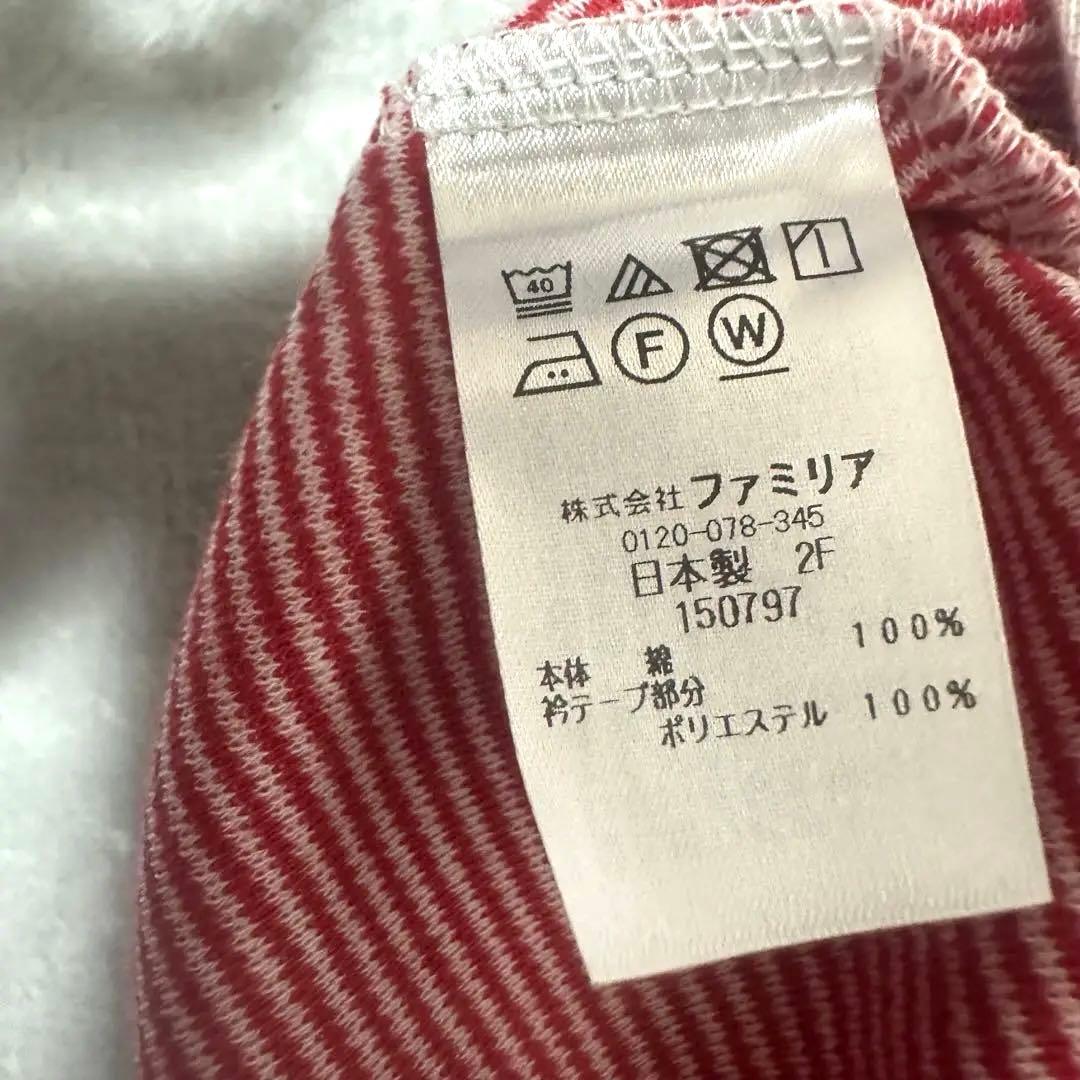 40
F W
株式会社ファミリア
0120-078-345
日本製 2F
150797
本体 綿 100%
衿テープ部分
ポリエステル 100%